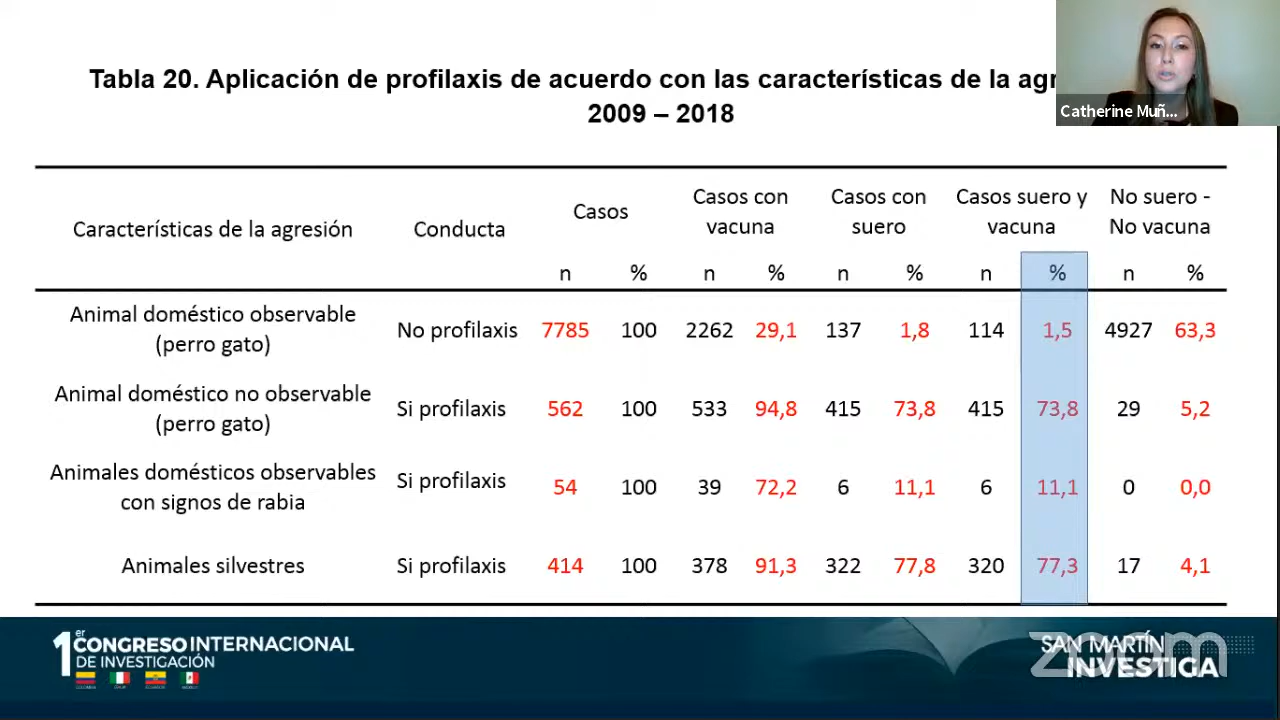 Tabla 20. Aplicación de profilaxis de acuerdo con las características de la
2009 – 2018
Catherine Muñ...
Características de la agresión
Conducta
Casos
Casos con
vacuna
Casos con
suero
Casos suero y
vacuna
No suero -
No vacuna
n % n % n % n % n %
Animal doméstico observable
(perro gato)
No profilaxis 7785 100 2262 29,1 137 1,8 114 1,5 4927 63,3
Animal doméstico no observable
(perro gato)
Si profilaxis 562 100 533 94,8 415 73,8 415 73,8 29 5,2
Animales domésticos observables
con signos de rabia
Si profilaxis 54 100 39 72,2 6 11,1 6 11,1 0 0,0
Animales silvestres Si profilaxis 414 100 378 91,3 322 77,8 320 77,3 17 4,1
1er CONGRESO INTERNACIONAL
DE INVESTIGACIÓN
COLOMBIA ECUADOR MÉXICO
SAN MARTÍN
INVESTIGA
zoom